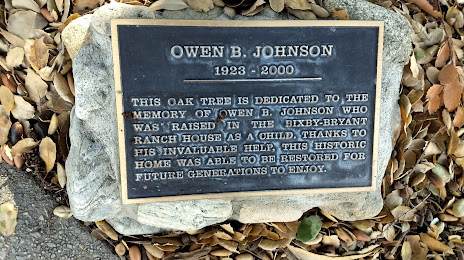 OWEN B. JOHNSON
1923 - 2000
THIS OAK TREE IS DEDICATED TO THE
MEMORY OF OWEN B. JOHNSON WHO
WAS RAISED IN THE BIXBY-BRYANT
RANCH HOUSE AS A CHILD. THANKS TO
HIS INVALUABLE HELP, THIS HISTORIC
HOME WAS ABLE TO BE RESTORED FOR
FUTURE GENERATIONS TO ENJOY.